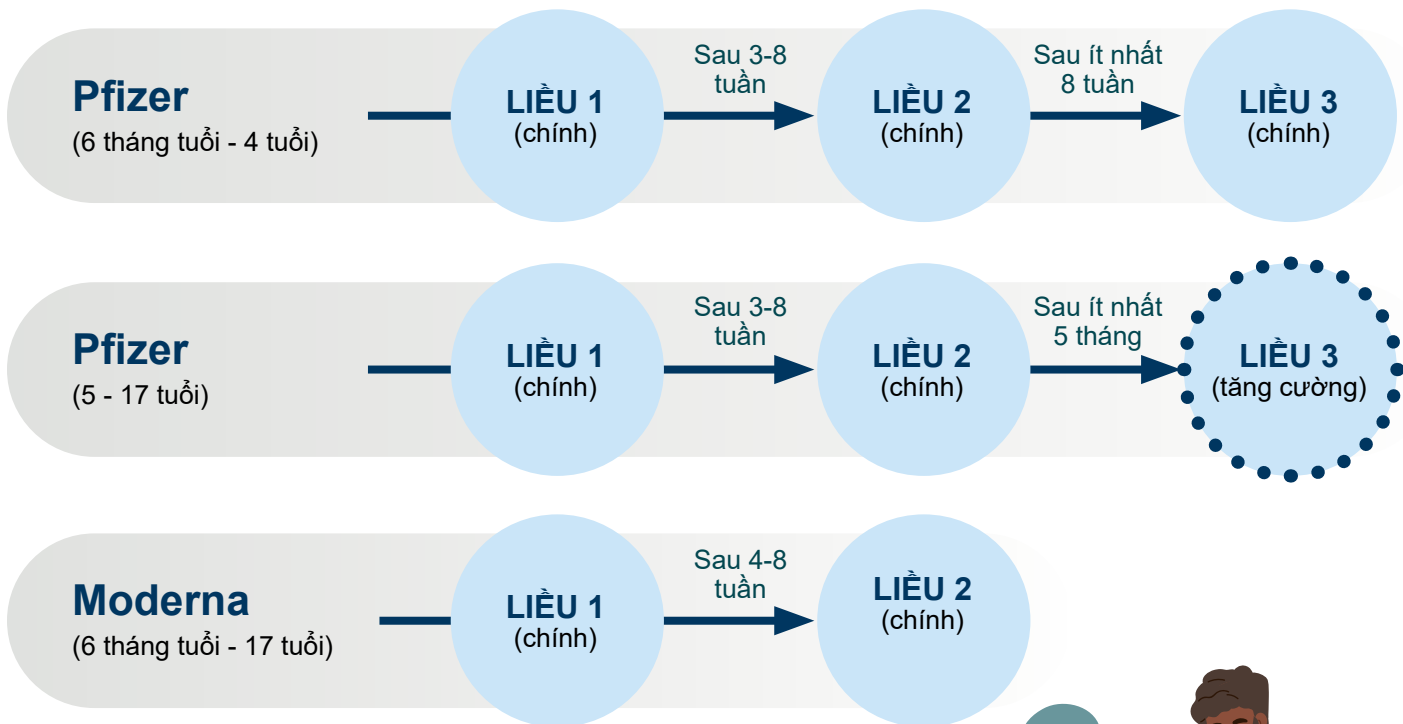 Pfizer
(6 tháng tuổi - 4 tuổi)
LIỀU 1
(chính)
Sau 3-8
tuần
LIỀU 2
(chính)
Sau ít nhất
8 tuần
LIỀU 3
(chính)
Pfizer
(5 - 17 tuổi)
LIỀU 1
(chính)
Sau 3-8
tuần
LIỀU 2
(chính)
Sau ít nhất
5 tháng
LIỀU 3
(tăng cường)
Moderna
(6 tháng tuổi - 17 tuổi)
LIỀU 1
(chính)
Sau 4-8
tuần
LIỀU 2
(chính)